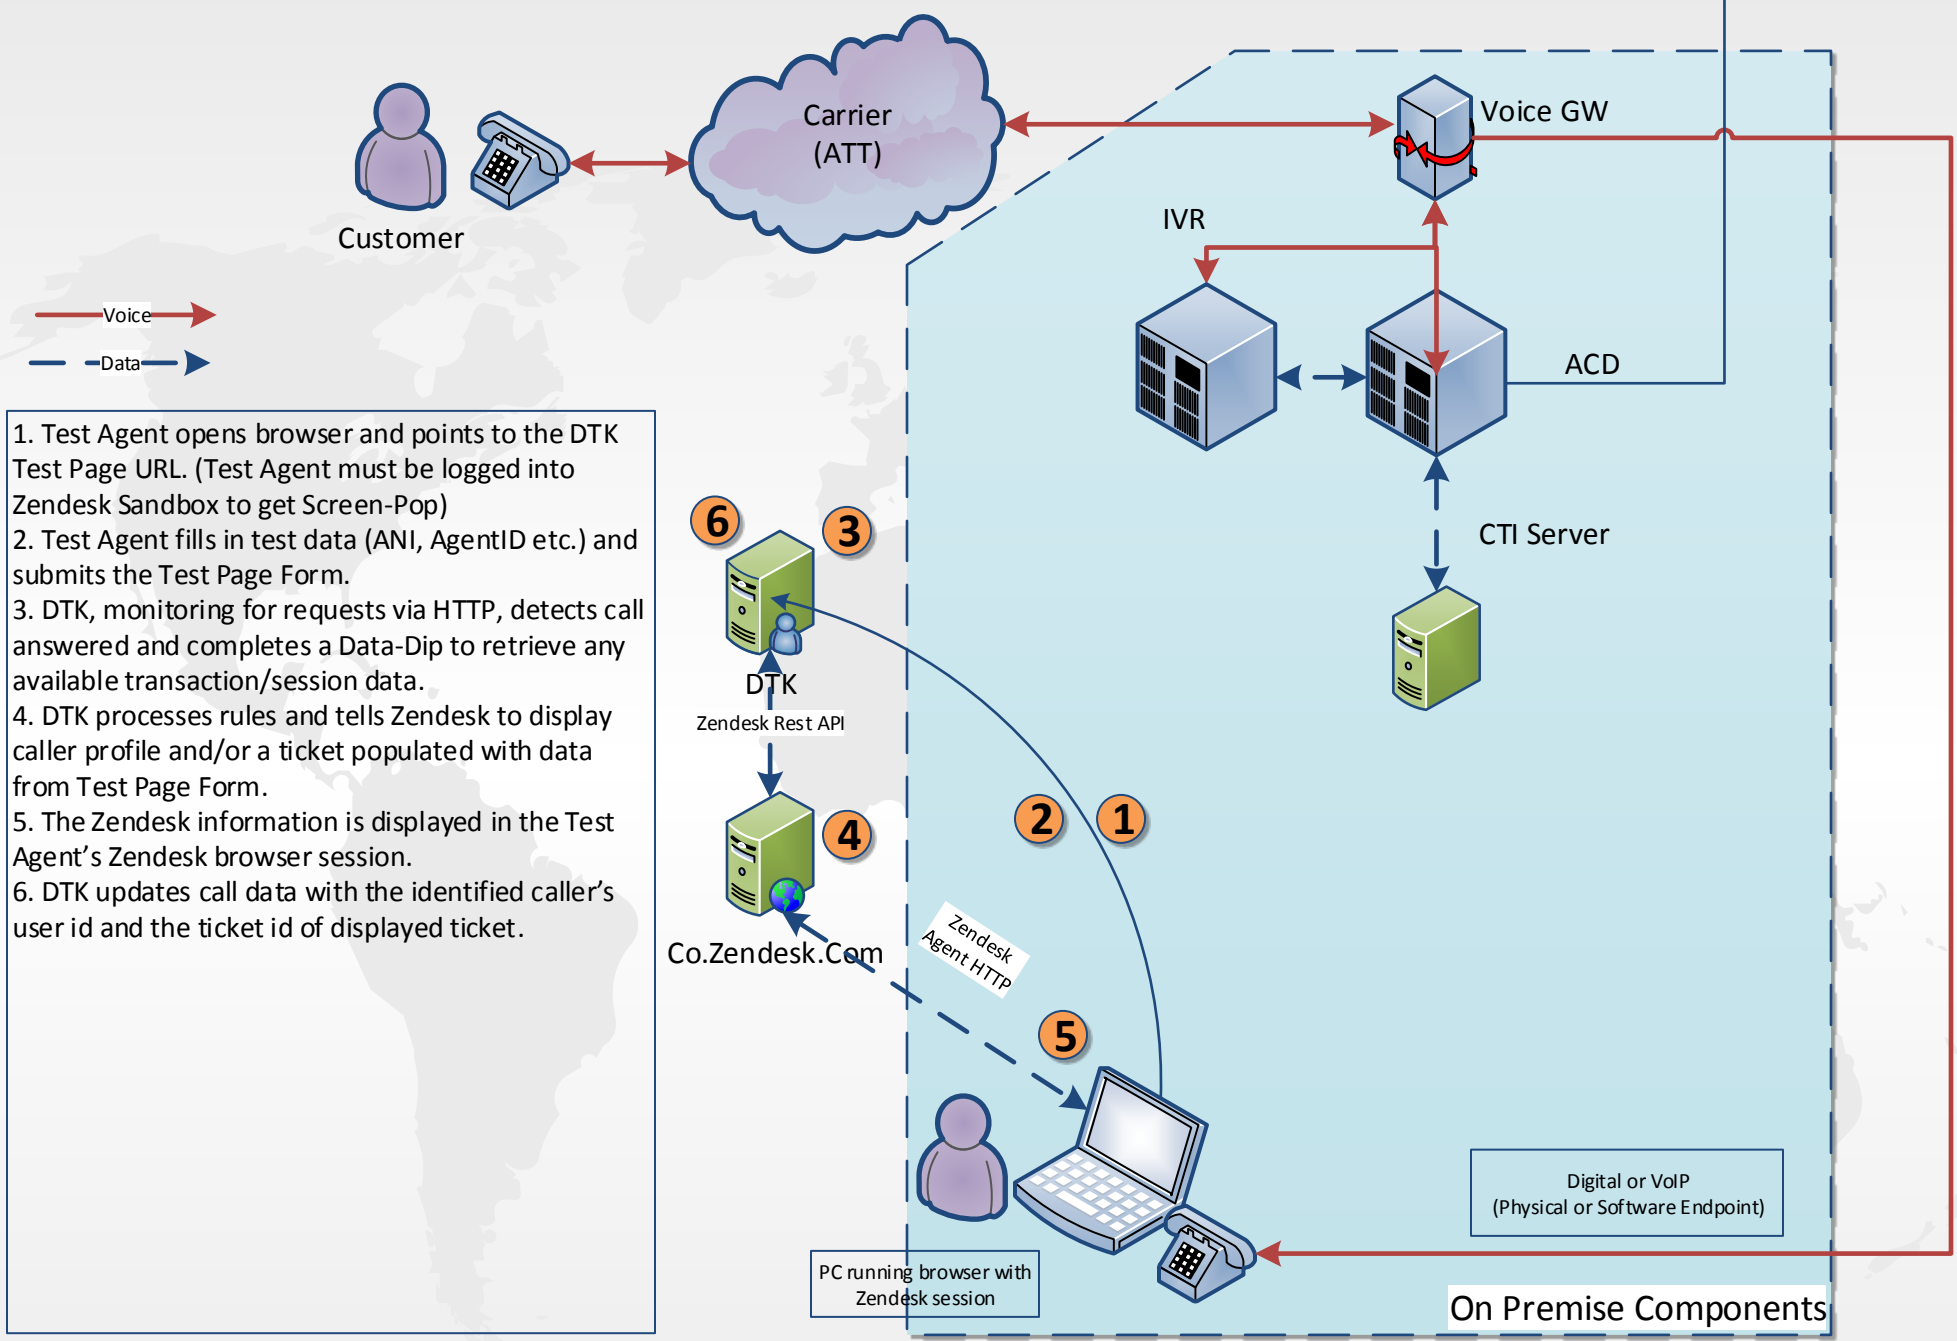 Carrier
(ATT)
Voice GW
Customer
IVR
Voice
Data
ACD
1. Test Agent opens browser and points to the DTK
Test Page URL. (Test Agent must be logged into
Zendesk Sandbox to get Screen-Pop)
2. Test Agent fills in test data (ANI, AgentID etc.) and
submits the Test Page Form.
3. DTK, monitoring for requests via HTTP, detects call
answered and completes a Data-Dip to retrieve any
available transaction/session data.
4. DTK processes rules and tells Zendesk to display
caller profile and/or a ticket populated with data
from Test Page Form.
5. The Zendesk information is displayed in the Test
Agent’s Zendesk browser session.
6. DTK updates call data with the identified caller’s
user id and the ticket id of displayed ticket.
6
3
CTI Server
DTK
Zendesk Rest API
4
2
1
Co.Zendesk.Com
Zendesk
Agent HTTP
5
Digital or VoIP
(Physical or Software Endpoint)
PC running browser with
Zendesk session
On Premise Components